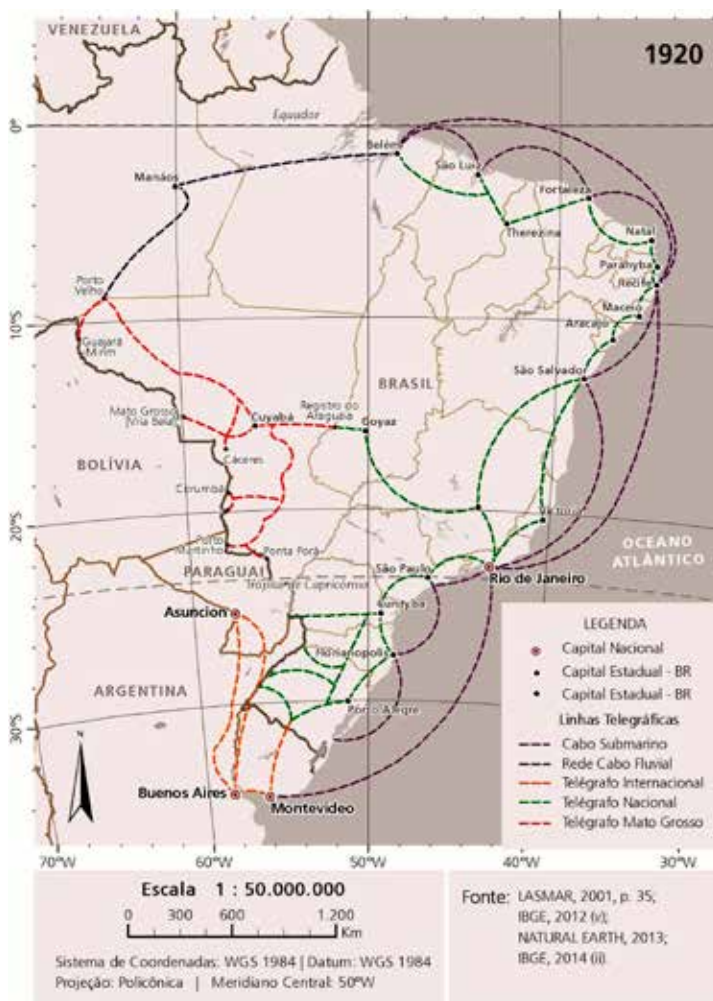 VENEZUELA
1920
Equador
0°
Belém
São Luiz
Manáos
Fortaleza
Therezina
Natal
Parahyba
Recife
Porto
Velho
Maceió
10°S
Aracajú
Guajará
Mirim
BRASIL
São Salvador
Mato Grosso
(Vila Bela)
Cuyabá
Registro do
Araguaia
Goyaz
BOLÍVIA
Cáceres
Corumbá
20°S
Victoria
Porto
Murtinho
Ponta Porã
OCEANO
ATLÂNTICO
PARAGUAI
São Paulo
Rio de Janeiro
Trópico de Capricórnio
Asuncion
Curityba
LEGENDA
Florianopolis
Capital Nacional
Capital Estadual - BR
ARGENTINA
Capital Estadual - BR
Porto Alegre
Linhas Telegráficas
30°S
Cabo Submarino
N
Rede Cabo Fluvial
Telégrafo Internacional
Buenos Aires
Montevideo
Telégrafo Nacional
Telégrafo Mato Grosso
70°W 60°W 50°W 40°W 30°W
Escala 1 : 50.000.000
0 300 600 1.200
Km
Sistema de Coordenadas: WGS 1984 | Datum: WGS 1984
Projeção: Policônica | Meridiano Central: 50°W
Fonte: LASMAR, 2001, p. 35;
IBGE, 2012 (v);
NATURAL EARTH, 2013;
IBGE, 2014 (ii).